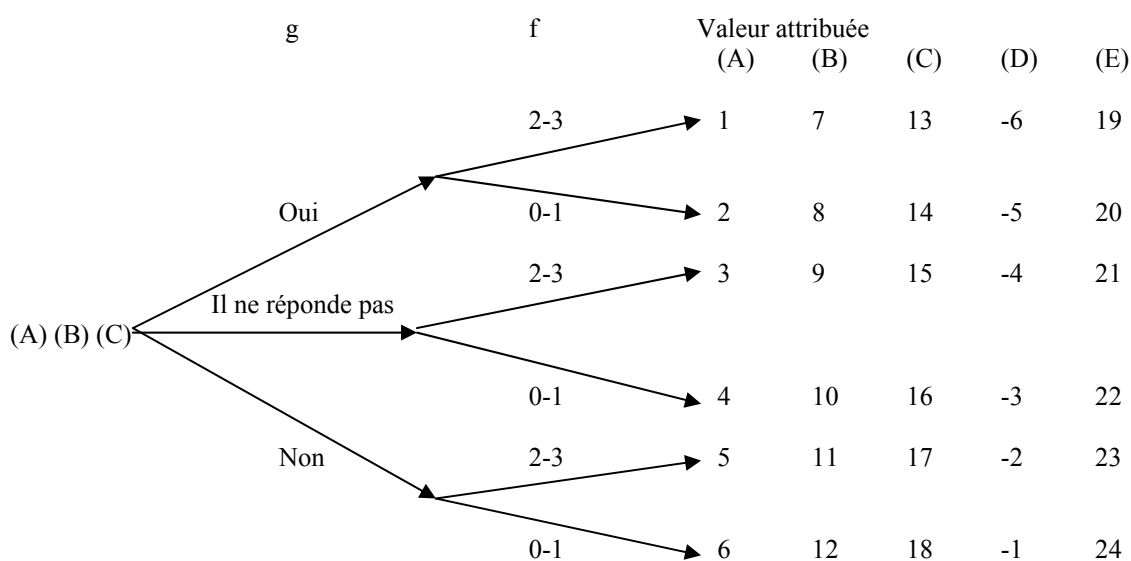 g f Valeur attribuée
(A) (B) (C) (D) (E)
2-3 1 7 13 -6 19
Oui 0-1 2 8 14 -5 20
2-3 3 9 15 -4 21
Il ne réponde pas
(A) (B) (C)
0-1 4 10 16 -3 22
Non 2-3 5 11 17 -2 23
0-1 6 12 18 -1 24